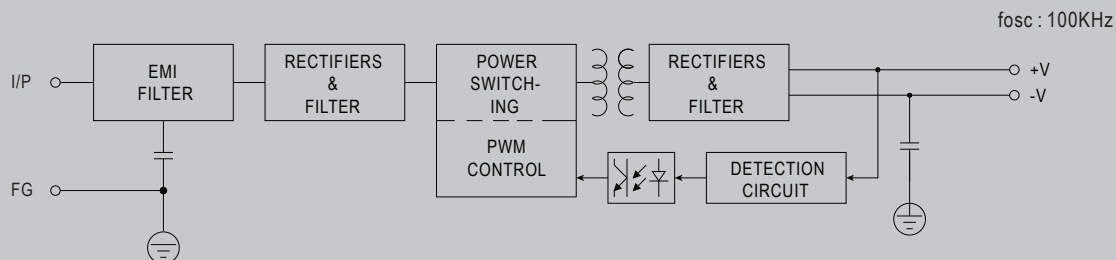 fosc : 100KHz
I/P
EMI
FILTER
RECTIFIERS
&
FILTER
POWER
SWITCH-
ING
PWM
CONTROL
RECTIFIERS
&
FILTER
+V
-V
DETECTION
CIRCUIT
FG